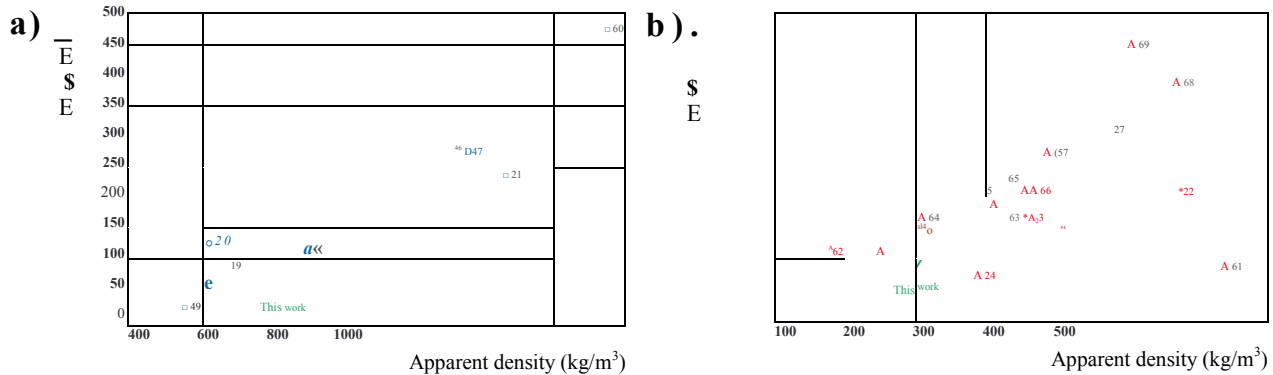 a)
E
$
E
500
450
400
350
300
250
200
150
100
50
0
□ 60
46 D47
□ 21
20
a«
19
e
□ 49
This work
400 600 800 1000
Apparent density (kg/m3)
b).
$
E
A 69
A 68
27
A (57
65
5
AA 66
*22
A
A 64
63 *A23
sl4o
“
A62
A
A 61
A 24
This work
100 200 300 400 500
Apparent density (kg/m3)